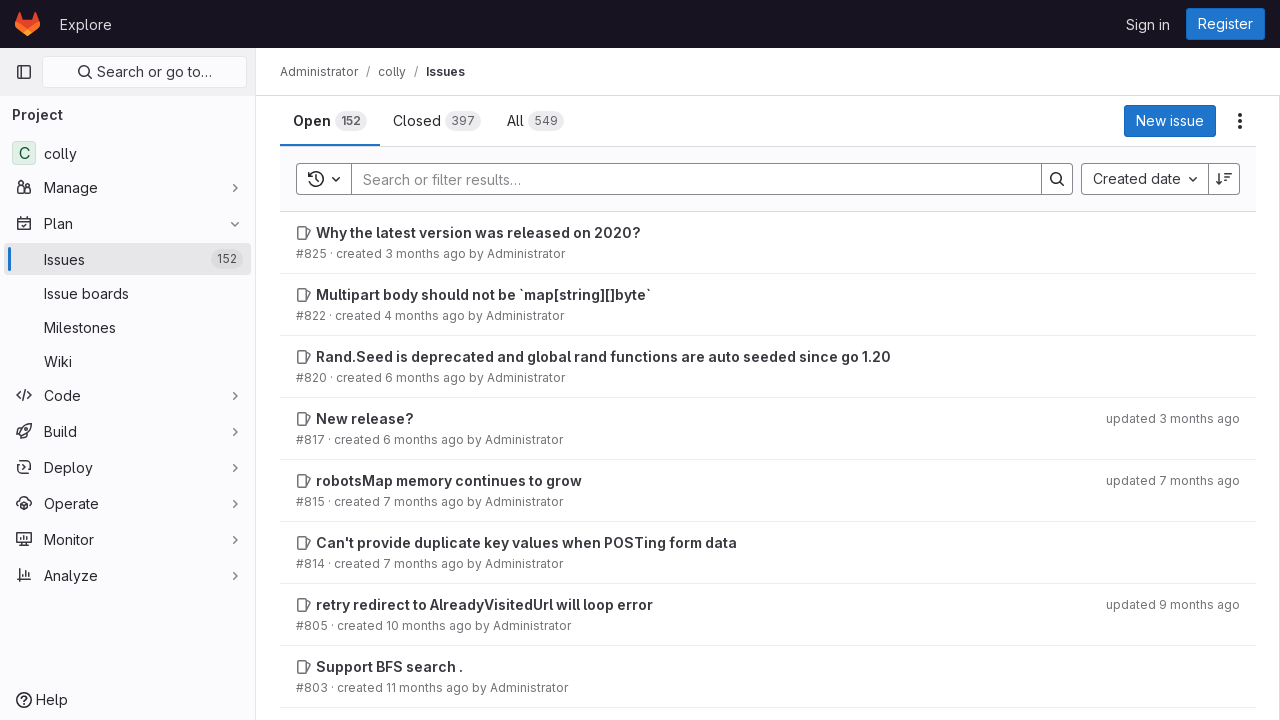 Explore
Sign in
Register
Search or go to…
Administrator / colly / Issues
Project
C colly
Manage
Plan
Issues 152
Issue boards
Milestones
Wiki
Code
Build
Deploy
Operate
Monitor
Analyze
Help
Open 152 Closed 397 All 549
New issue
Search or filter results…
Created date
Why the latest version was released on 2020?
#825 · created 3 months ago by Administrator
Multipart body should not be `map[string][]byte`
#822 · created 4 months ago by Administrator
Rand.Seed is deprecated and global rand functions are auto seeded since go 1.20
#820 · created 6 months ago by Administrator
New release?
updated 3 months ago
#817 · created 6 months ago by Administrator
robotsMap memory continues to grow
updated 7 months ago
#815 · created 7 months ago by Administrator
Can't provide duplicate key values when POSTing form data
#814 · created 7 months ago by Administrator
retry redirect to AlreadyVisitedUrl will loop error
updated 9 months ago
#805 · created 10 months ago by Administrator
Support BFS search .
#803 · created 11 months ago by Administrator